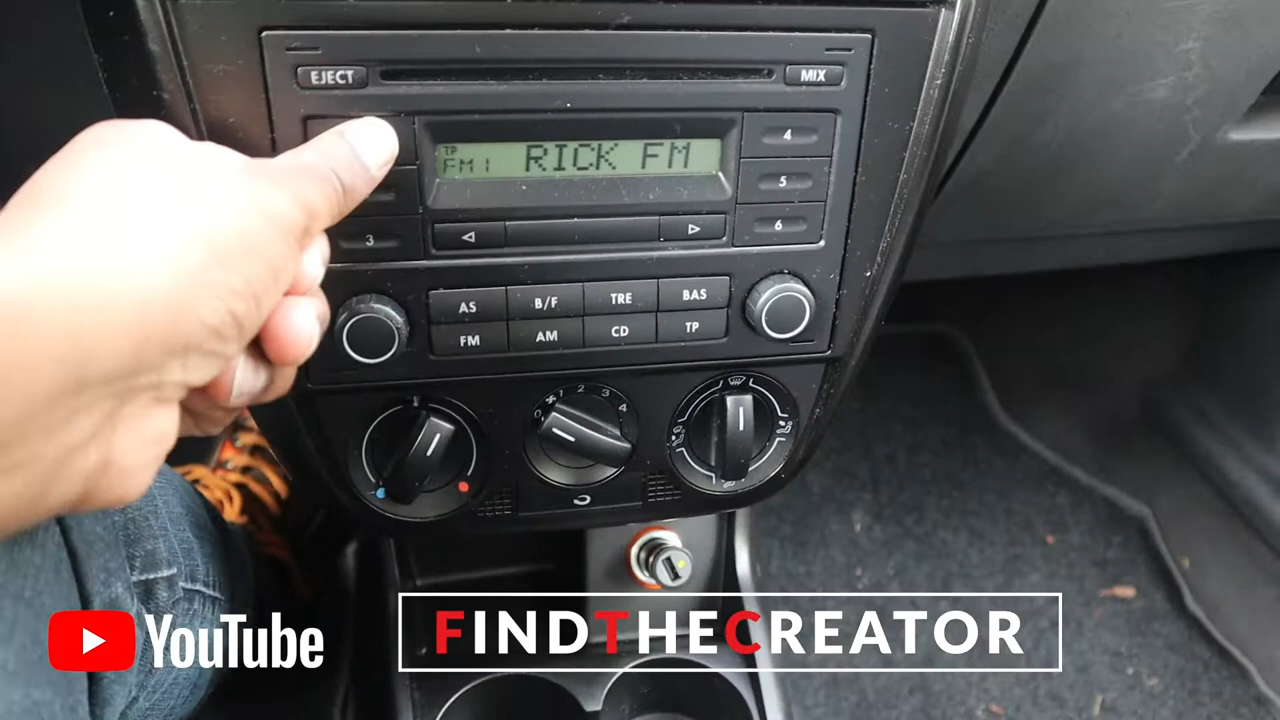 EJECT
MIX
TP
FM1 RICK FM
4
5
3
6
AS B/F TRE BAS
FM AM CD TP
0 1 2 3 4
YouTube
FINDTHECREATOR